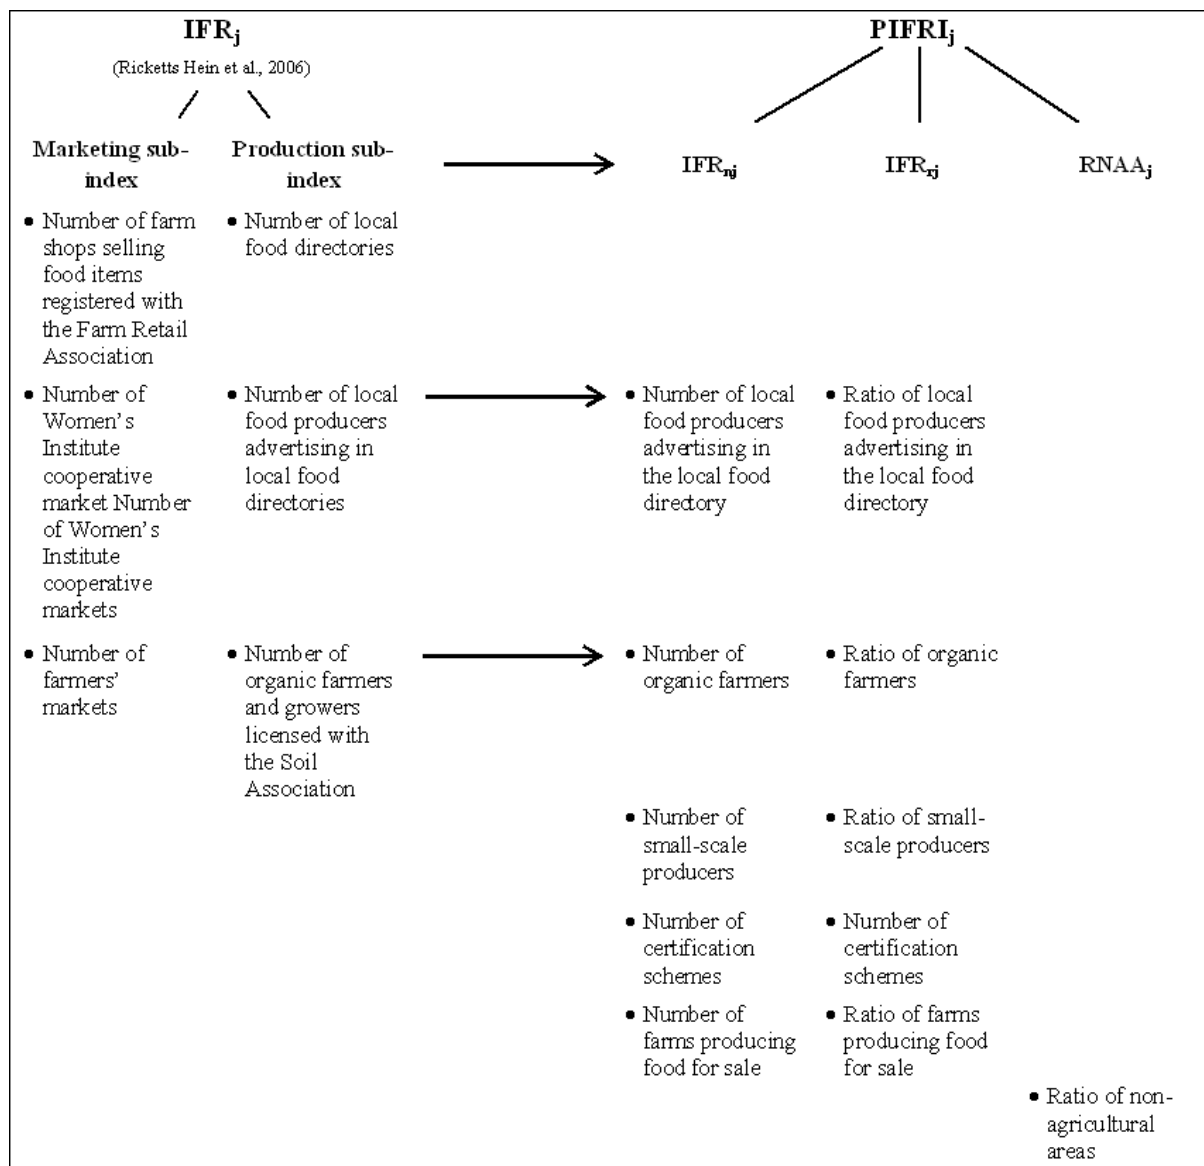 IFRj
(Ricketts Hein et al., 2006)
Marketing sub-
index
Production sub-
index
• Number of farm
shops selling
food items
registered with
the Farm Retail
Association
• Number of local
food directories
• Number of
Women's
Institute
cooperative
market Number
of Women's
Institute
cooperative
markets
• Number of local
food producers
advertising in
local food
directories
• Number of
farmers'
markets
• Number of
organic farmers
and growers
licensed with
the Soil
Association
PIFRIj
IFRnj
IFRrj
RNAAj
• Number of local
food producers
advertising in
the local food
directory
• Ratio of local
food producers
advertising in
the local food
directory
• Number of
organic farmers
• Ratio of organic
farmers
• Number of
small-scale
producers
• Ratio of small-
scale producers
• Number of
certification
schemes
• Number of
certification
schemes
• Number of
farms producing
food for sale
• Ratio of farms
producing food
for sale
• Ratio of non-
agricultural
areas